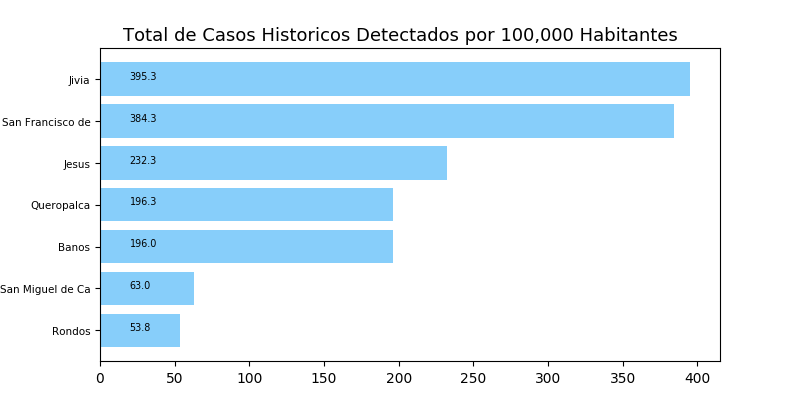 Total de Casos Historicos Detectados por 100,000 Habitantes
Jivia 395.3
San Francisco de 384.3
Jesus 232.3
Queropalca 196.3
Banos 196.0
San Miguel de Ca 63.0
Rondos 53.8
0 50 100 150 200 250 300 350 400